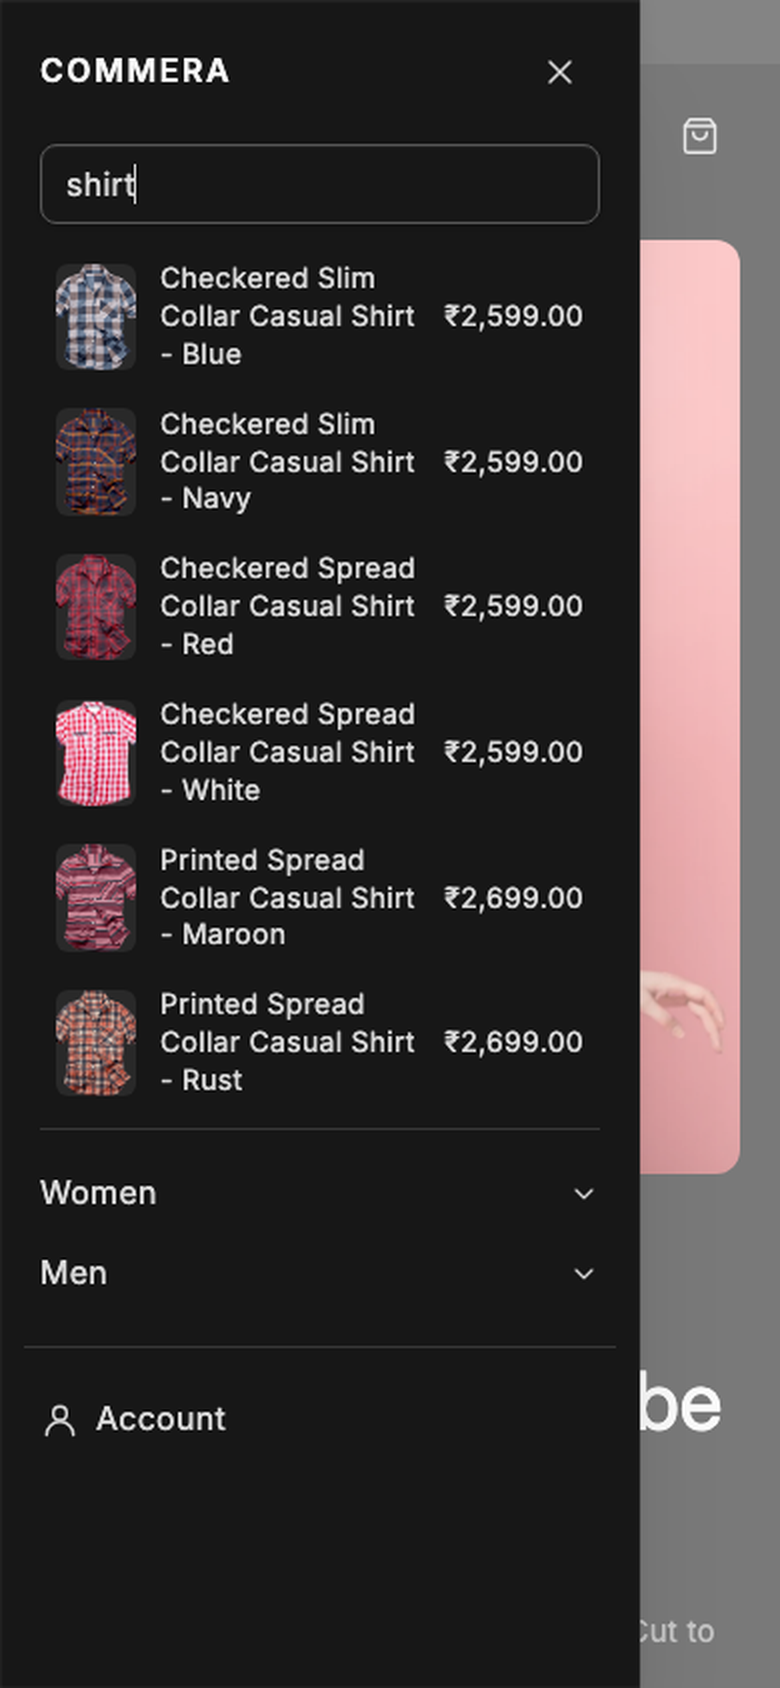 COMMERA
shirt
Checkered Slim
Collar Casual Shirt
- Blue
₹2,599.00
Checkered Slim
Collar Casual Shirt
- Navy
₹2,599.00
Checkered Spread
Collar Casual Shirt
- Red
₹2,599.00
Checkered Spread
Collar Casual Shirt
- White
₹2,599.00
Printed Spread
Collar Casual Shirt
- Maroon
₹2,699.00
Printed Spread
Collar Casual Shirt
- Rust
₹2,699.00
Women
Men
be
Account
Cut to